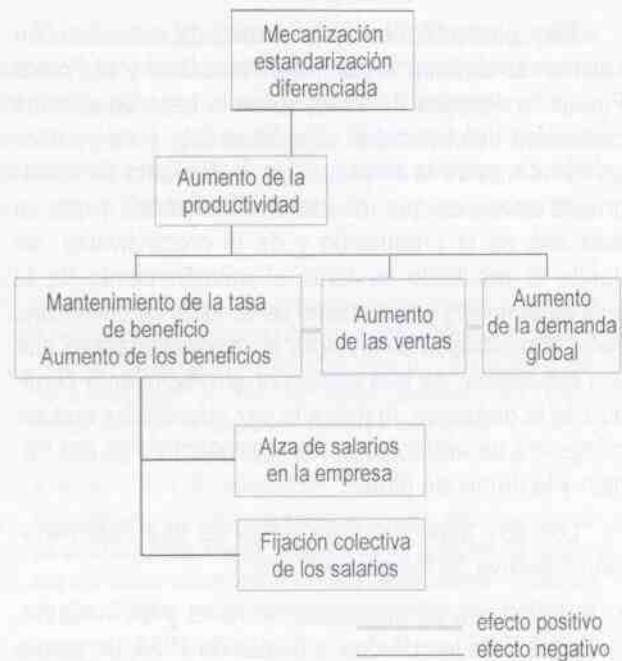 Mecanización
estandarización
diferenciada
Aumento de la
productividad
Mantenimiento de la tasa
de beneficio
Aumento de los beneficios
Aumento
de las ventas
Aumento
de la demanda
global
Alza de salarios
en la empresa
Fijación colectiva
de los salarios
efecto positivo
efecto negativo